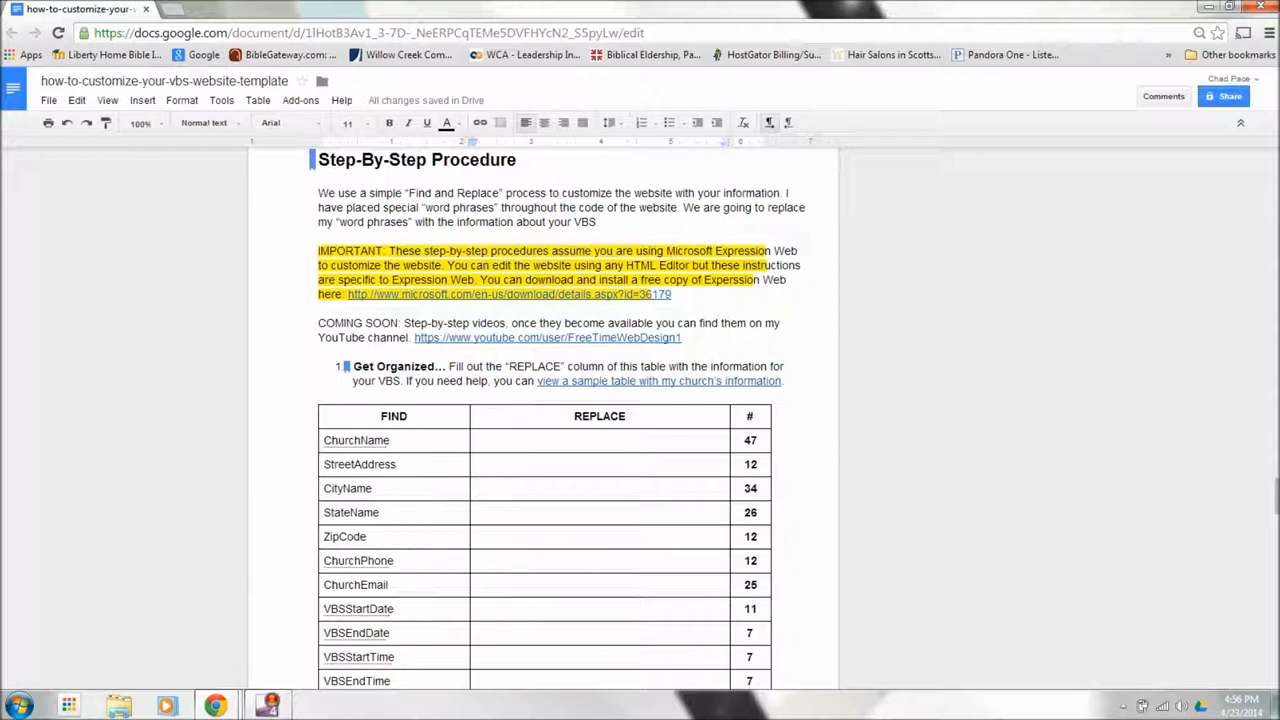 how-to-customize-your-v
https://docs.google.com/document/d/1lHotB3Av1_3-7D-_NeERPCqTEMe5DVFHYcN2_S5pyLw/edit
Apps Liberty Home Bible I... Google BibleGateway.com: ... Willow Creek Com... WCA - Leadership In... Biblical Eldership, Pa... HostGator Billing/Su... Hair Salons in Scotts... Pandora One - Liste... » Other bookmarks
how-to-customize-your-vbs-website-template
Chad Pace
File Edit View Insert Format Tools Table Add-ons Help All changes saved in Drive
Comments Share
100% Normal text Arial 11 B I U A
1 1 2 3 4 5 6 7
Step-By-Step Procedure
We use a simple “Find and Replace” process to customize the website with your information. I
have placed special “word phrases” throughout the code of the website. We are going to replace
my “word phrases” with the information about your VBS
IMPORTANT: These step-by-step procedures assume you are using Microsoft Expression Web
to customize the website. You can edit the website using any HTML Editor but these instructions
are specific to Expression Web. You can download and install a free copy of Experssion Web
here: http://www.microsoft.com/en-us/download/details.aspx?id=36179
COMING SOON: Step-by-step videos, once they become available you can find them on my
YouTube channel. https://www.youtube.com/user/FreeTimeWebDesign1
1. Get Organized… Fill out the “REPLACE” column of this table with the information for
your VBS. If you need help, you can view a sample table with my church’s information.
FIND REPLACE #
ChurchName 47
StreetAddress 12
CityName 34
StateName 26
ZipCode 12
ChurchPhone 12
ChurchEmail 25
VBSStartDate 11
VBSEndDate 7
VBSStartTime 7
VBSEndTime 7
4:56 PM
4/23/2014